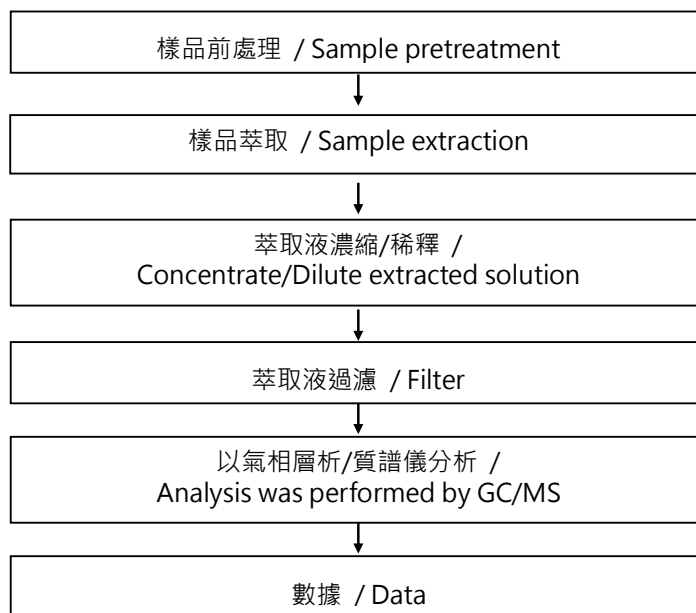 樣品前處理 / Sample pretreatment
樣品萃取 / Sample extraction
萃取液濃縮/稀釋 /
Concentrate/Dilute extracted solution
萃取液過濾 / Filter
以氣相層析/質譜儀分析 /
Analysis was performed by GC/MS
數據 / Data